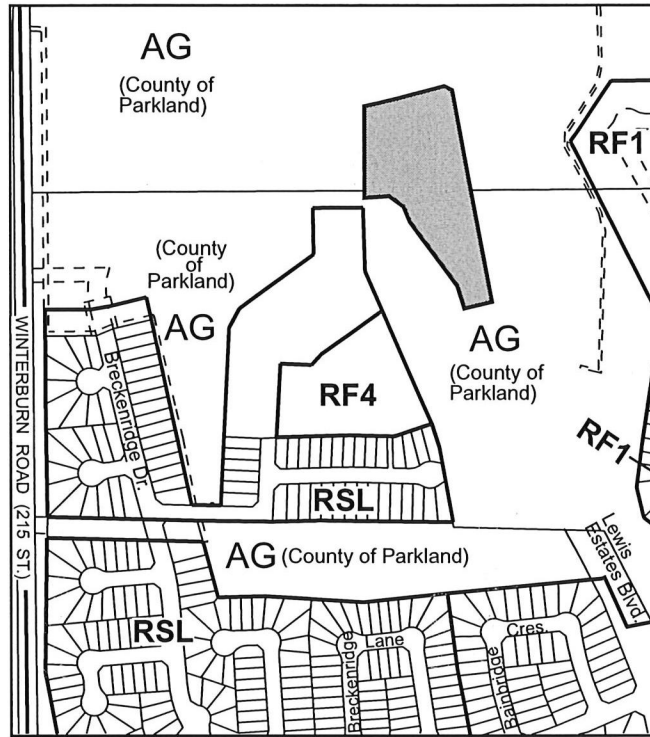 AG
(County of
Parkland)
RF1
(County
of
Parkland)
AG
AG
(County of
Parkland)
WINTERBURN ROAD (215 ST.)
Breckenridge Dr.
RF4
RF1
RSL
AG (County of Parkland)
Lewis
Estates Blvd.
RSL
Breckenridge
Lane
Bainbridge
Cres.